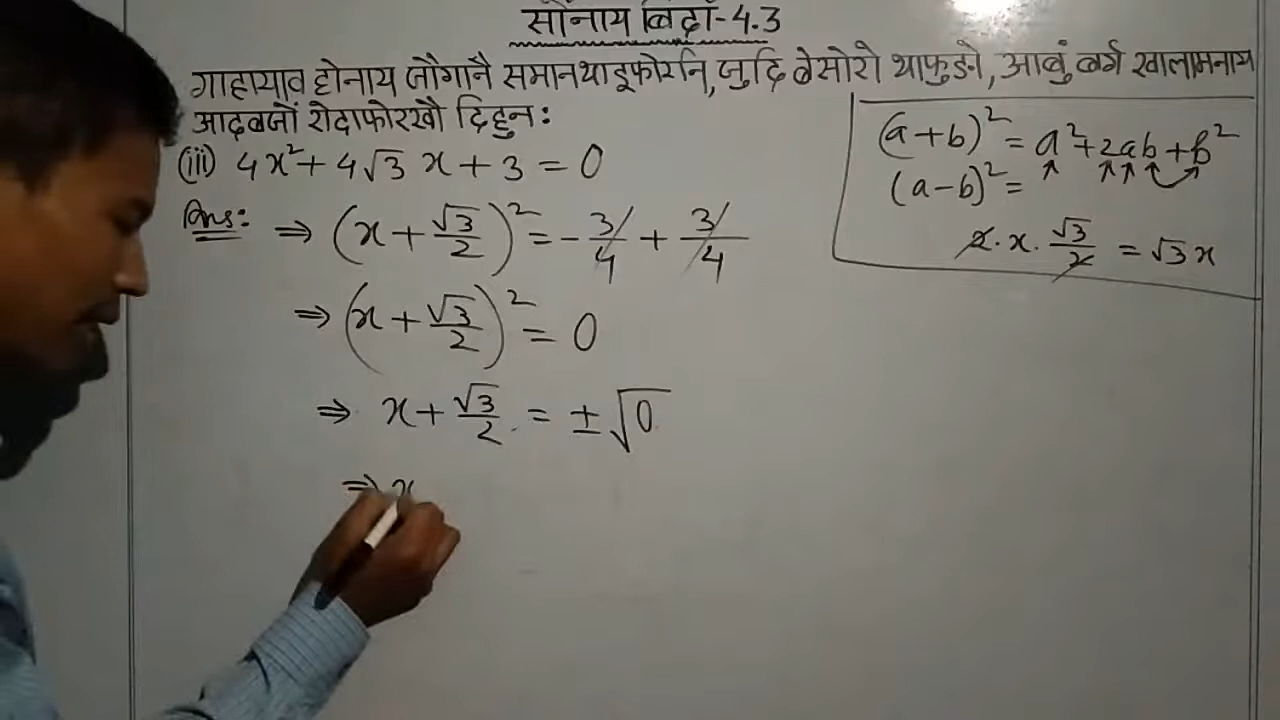 सोंनाय बिदां-4.3
गाहायाव होनाय जौगानै समानथाइफोरनि, जुदि बेसोरो थाफुङो, आबुं बर्ग खालामनाय
आदबजों रोदाफोरखौ दिहुन:
(iii) 4x² + 4√3 x + 3 = 0
Ans: ⇒ (x + √3/2)² = -3/4 + 3/4
⇒ (x + √3/2)² = 0
⇒ x + √3/2 = ±√0
⇒ x
(a+b)² = a² + 2ab + b²
(a-b)² =
2·x·√3/2 = √3x